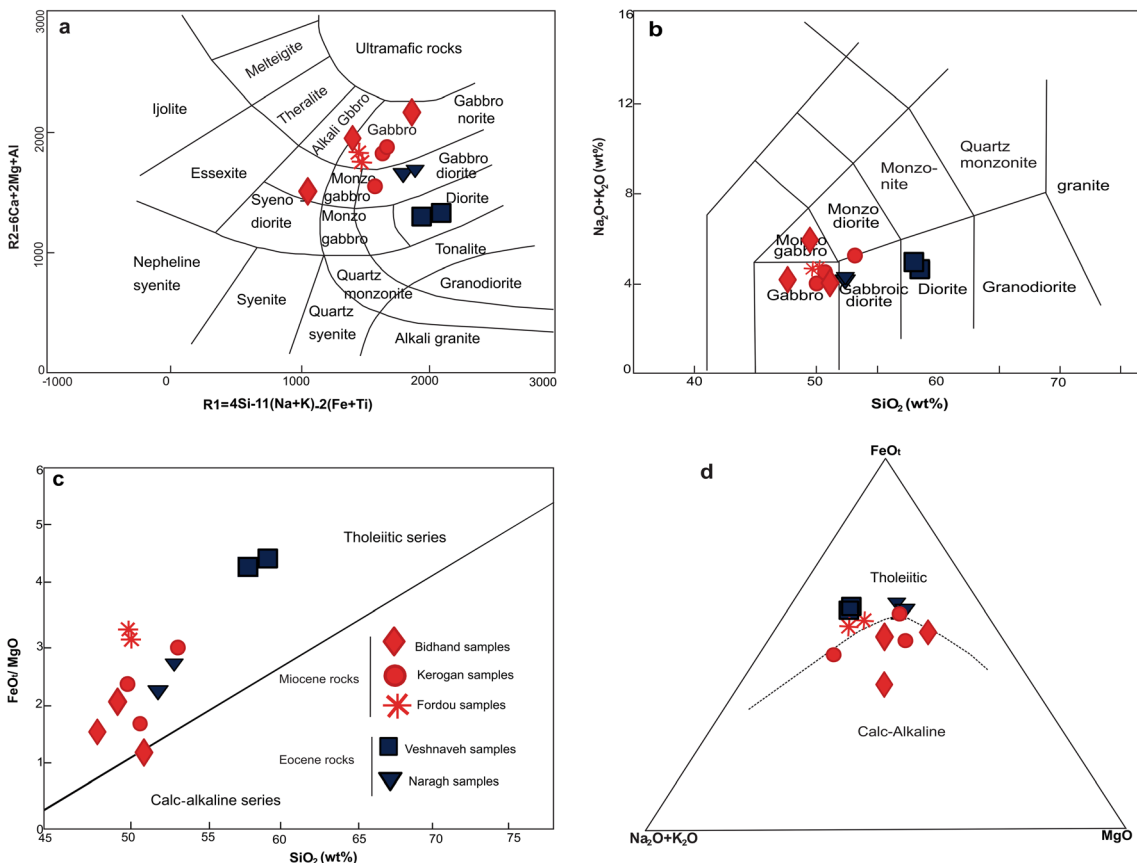 a
3000
2000
1000
0
-1000
0
1000
2000
3000
R2=6Ca+2Mg+Al
R1=4Si-11(Na+K)-2(Fe+Ti)
Ultramafic rocks
Melteigite
Theralite
Ijolite
Alkali Gbbro
Gabbro
Gabbro
norite
Essexite
Gabbro
diorite
Monzo
gabbro
Syeno
diorite
Diorite
Monzo
gabbro
Tonalite
Nepheline
syenite
Quartz
monzonite
Granodiorite
Syenite
Quartz
syenite
Alkali granite
b
16
12
8
4
0
40
50
60
70
Na₂O+K₂O (wt%)
SiO₂ (wt%)
Quartz
monzonite
Monzo-
nite
granite
Monzo
diorite
Monzo
gabbro
Gabbro
Gabbroic
diorite
Diorite
Granodiorite
c
6
5
4
3
2
1
0
45
50
55
60
65
70
75
FeOₜ/ MgO
SiO₂ (wt%)
Tholeiitic series
Calc-alkaline series
Miocene rocks
Bidhand samples
Kerogan samples
Fordou samples
Eocene rocks
Veshnaveh samples
Naragh samples
d
FeOₜ
Tholeiitic
Calc-Alkaline
Na₂O+K₂O
MgO